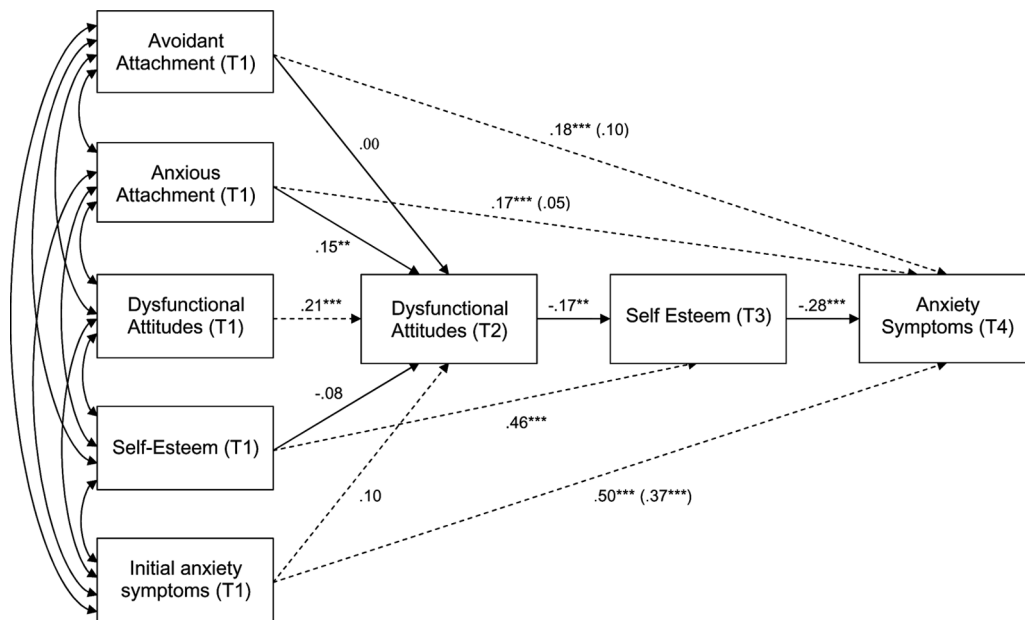 Avoidant
Attachment (T1)
.18*** (.10)
.00
Anxious
Attachment (T1)
.17*** (.05)
.15**
Dysfunctional
Attitudes (T1)
.21***
Dysfunctional
Attitudes (T2)
-.17**
Self Esteem (T3)
-.28***
Anxiety
Symptoms (T4)
-.08
Self-Esteem (T1)
.46***
.10
.50*** (.37***)
Initial anxiety
symptoms (T1)